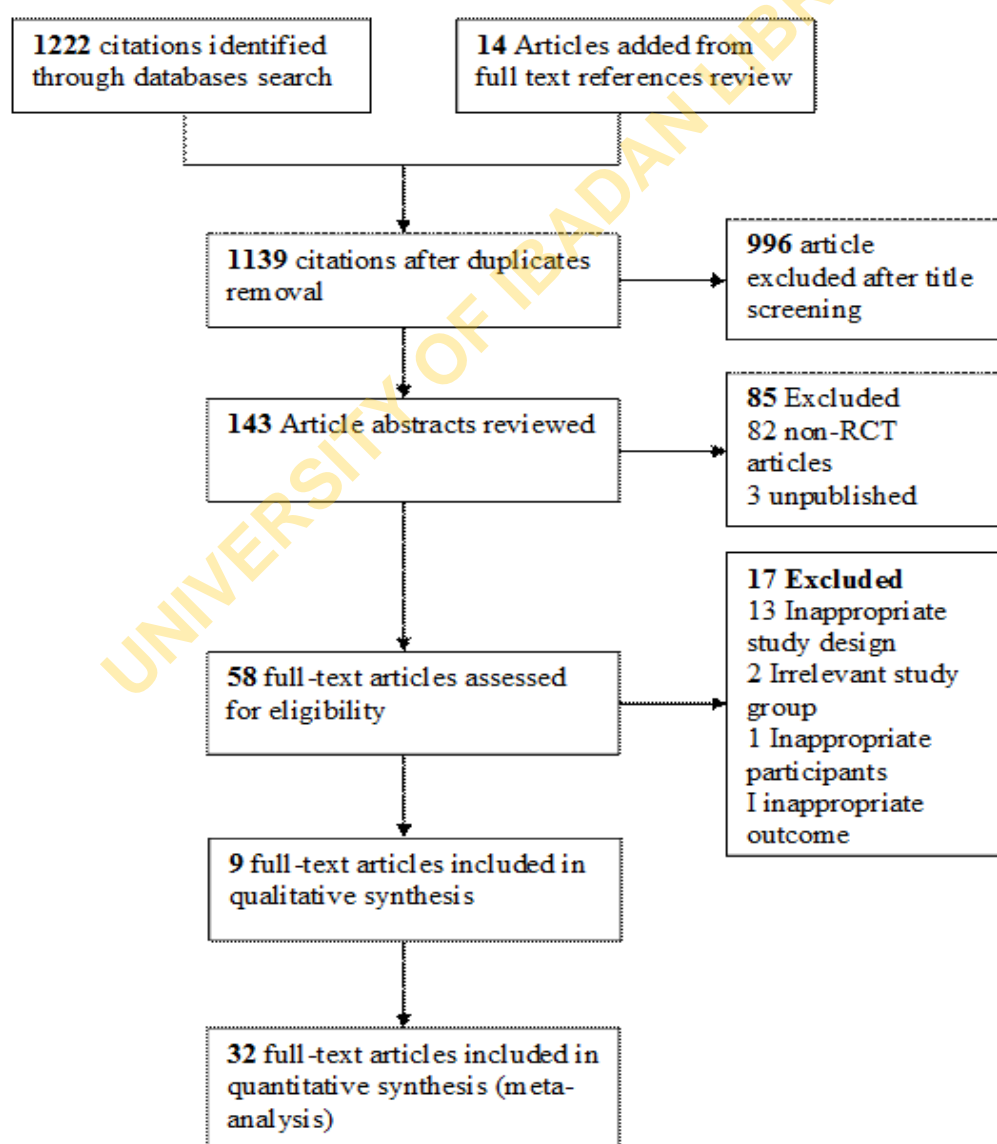 1222 citations identified
through databases search
14 Articles added from
full text references review
1139 citations after duplicates
removal
996 article
excluded after title
screening
143 Article abstracts reviewed
85 Excluded
82 non-RCT
articles
3 unpublished
58 full-text articles assessed
for eligibility
17 Excluded
13 Inappropriate
study design
2 Irrelevant study
group
1 Inappropriate
participants
I inappropriate
outcome
9 full-text articles included in
qualitative synthesis
32 full-text articles included in
quantitative synthesis (meta-
analysis)
UNIVERSITY OF IBADAN LIBR